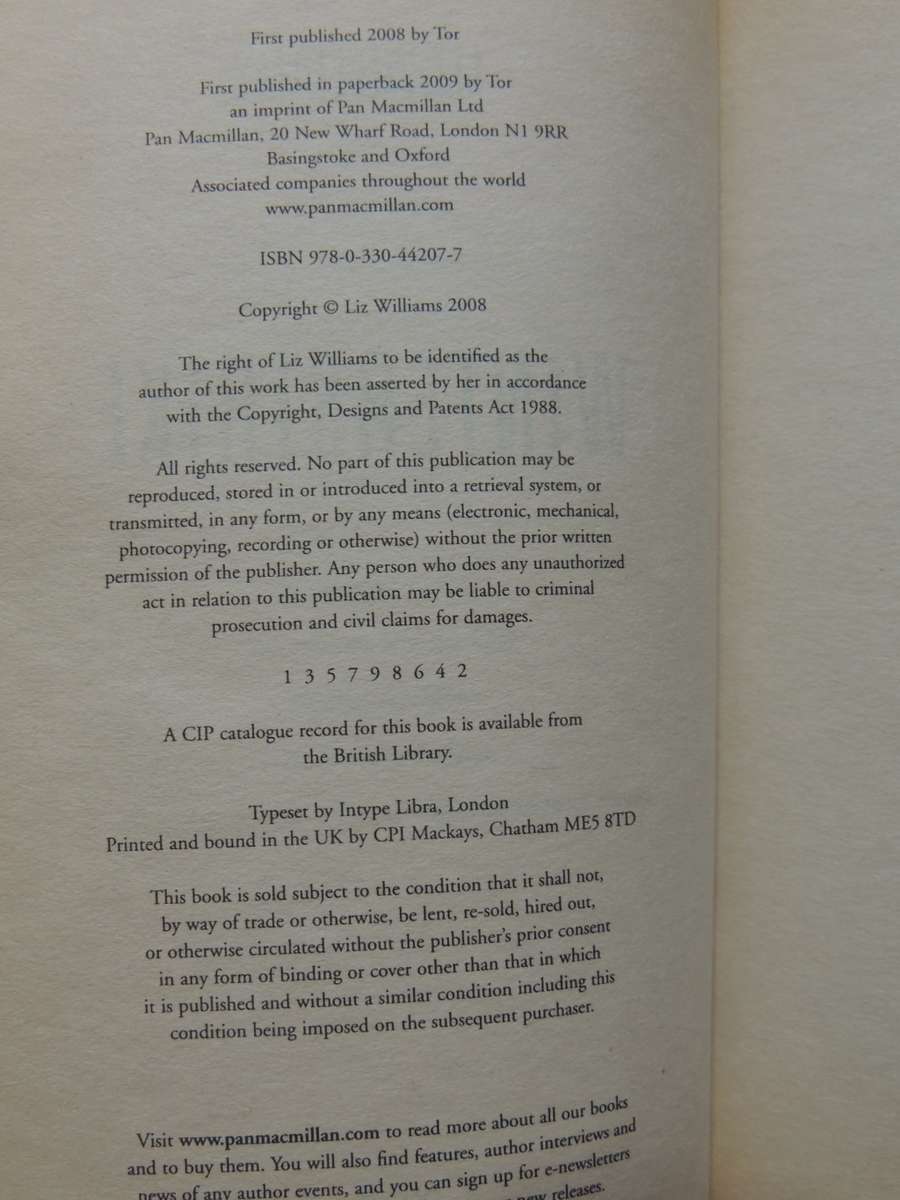 First published 2008 by Tor
First published in paperback 2009 by Tor
an imprint of Pan Macmillan Ltd
Pan Macmillan, 20 New Wharf Road, London N1 9RR
Basingstoke and Oxford
Associated companies throughout the world
www.panmacmillan.com
ISBN 978-0-330-44207-7
Copyright © Liz Williams 2008
The right of Liz Williams to be identified as the
author of this work has been asserted by her in accordance
with the Copyright, Designs and Patents Act 1988.
All rights reserved. No part of this publication may be
reproduced, stored in or introduced into a retrieval system, or
transmitted, in any form, or by any means (electronic, mechanical,
photocopying, recording or otherwise) without the prior written
permission of the publisher. Any person who does any unauthorized
act in relation to this publication may be liable to criminal
prosecution and civil claims for damages.
1 3 5 7 9 8 6 4 2
A CIP catalogue record for this book is available from
the British Library.
Typeset by Intype Libra, London
Printed and bound in the UK by CPI Mackays, Chatham ME5 8TD
This book is sold subject to the condition that it shall not,
by way of trade or otherwise, be lent, re-sold, hired out,
or otherwise circulated without the publisher's prior consent
in any form of binding or cover other than that in which
it is published and without a similar condition including this
condition being imposed on the subsequent purchaser.
Visit www.panmacmillan.com to read more about all our books
and to buy them. You will also find features, author interviews and
news of any author events, and you can sign up for e-newsletters
new releases.